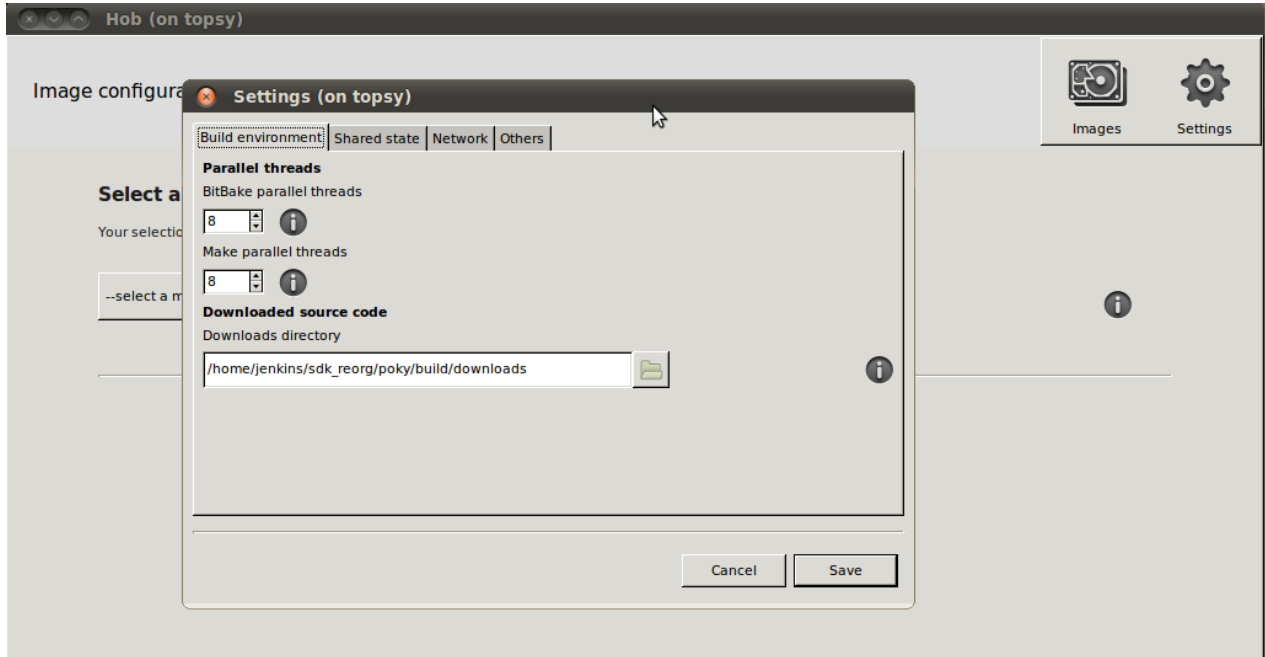 Hob (on topsy)
Image configura
Images
Settings
Settings (on topsy)
Build environment Shared state Network Others
Parallel threads
BitBake parallel threads
8
Make parallel threads
8
Downloaded source code
Downloads directory
/home/jenkins/sdk_reorg/poky/build/downloads
Cancel Save
Select a
Your selectio
--select a m